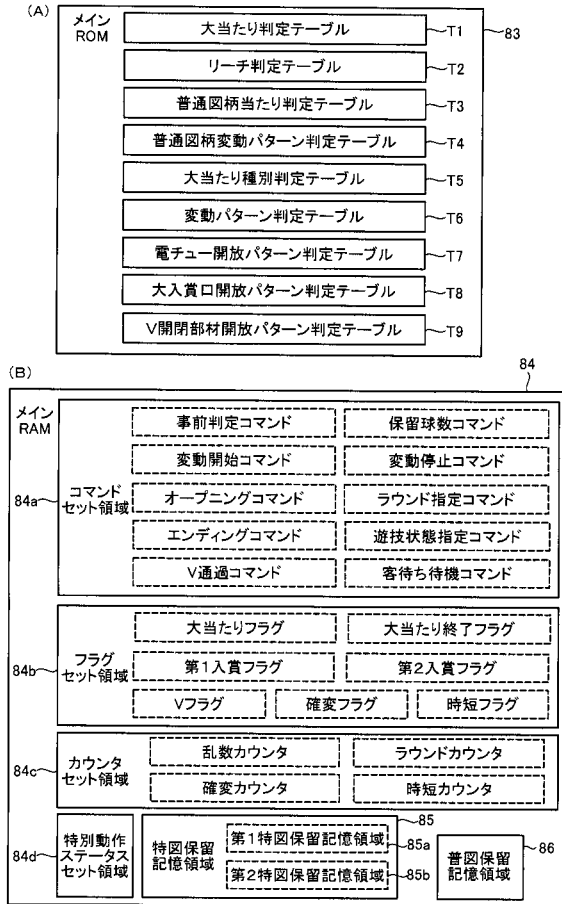 (A)
メイン
ROM
大当たり判定テーブル
T1
83
リーチ判定テーブル
T2
普通図柄当たり判定テーブル
T3
普通図柄変動パターン判定テーブル
T4
大当たり種別判定テーブル
T5
変動パターン判定テーブル
T6
電チュー開放パターン判定テーブル
T7
大入賞口開放パターン判定テーブル
T8
V開閉部材開放パターン判定テーブル
T9
(B)
84
メイン
RAM
84a
コマンド
セット領域
事前判定コマンド
保留球数コマンド
変動開始コマンド
変動停止コマンド
オープニングコマンド
ラウンド指定コマンド
エンディングコマンド
遊技状態指定コマンド
V通過コマンド
客待ち待機コマンド
84b
フラグ
セット領域
大当たりフラグ
大当たり終了フラグ
第1入賞フラグ
第2入賞フラグ
Vフラグ
確変フラグ
時短フラグ
84c
カウンタ
セット領域
乱数カウンタ
ラウンドカウンタ
確変カウンタ
時短カウンタ
84d
特別動作
ステータス
セット領域
85
特図保留
記憶領域
第1特図保留記憶領域
85a
第2特図保留記憶領域
85b
86
普図保留
記憶領域